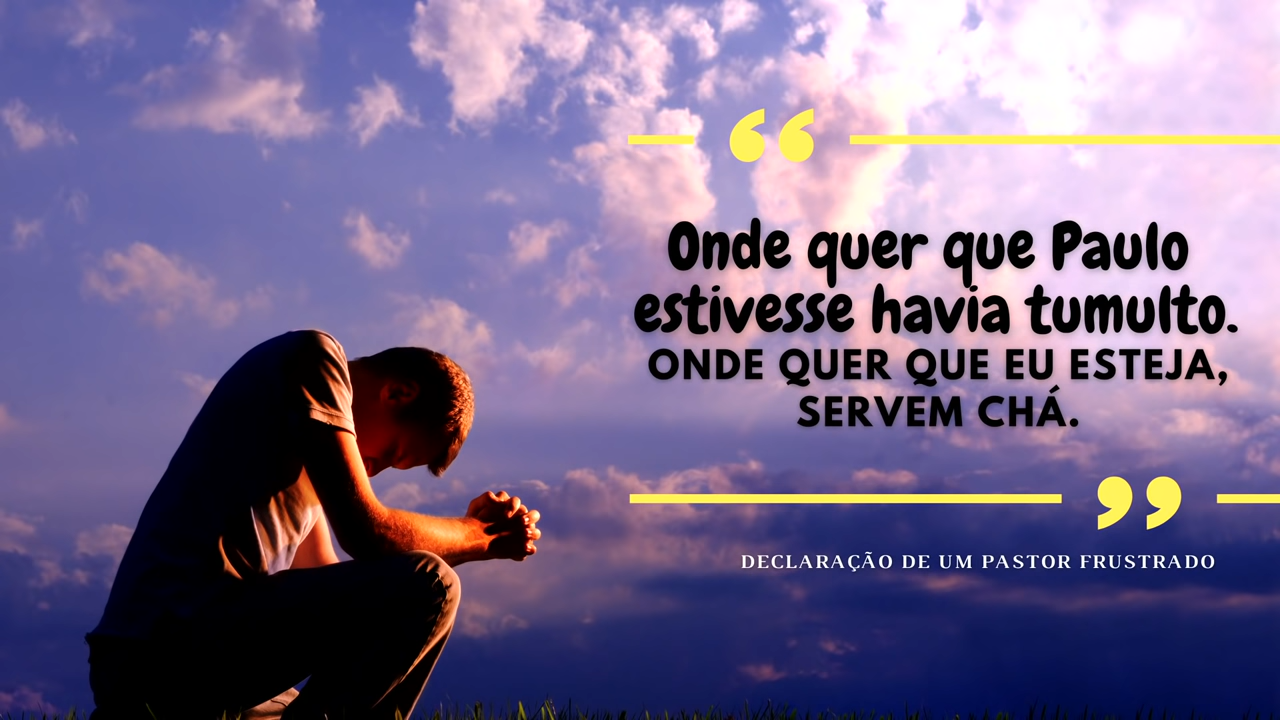 “
Onde quer que Paulo
estivesse havia tumulto.
ONDE QUER QUE EU ESTEJA,
SERVEM CHÁ.
”
DECLARAÇÃO DE UM PASTOR FRUSTRADO